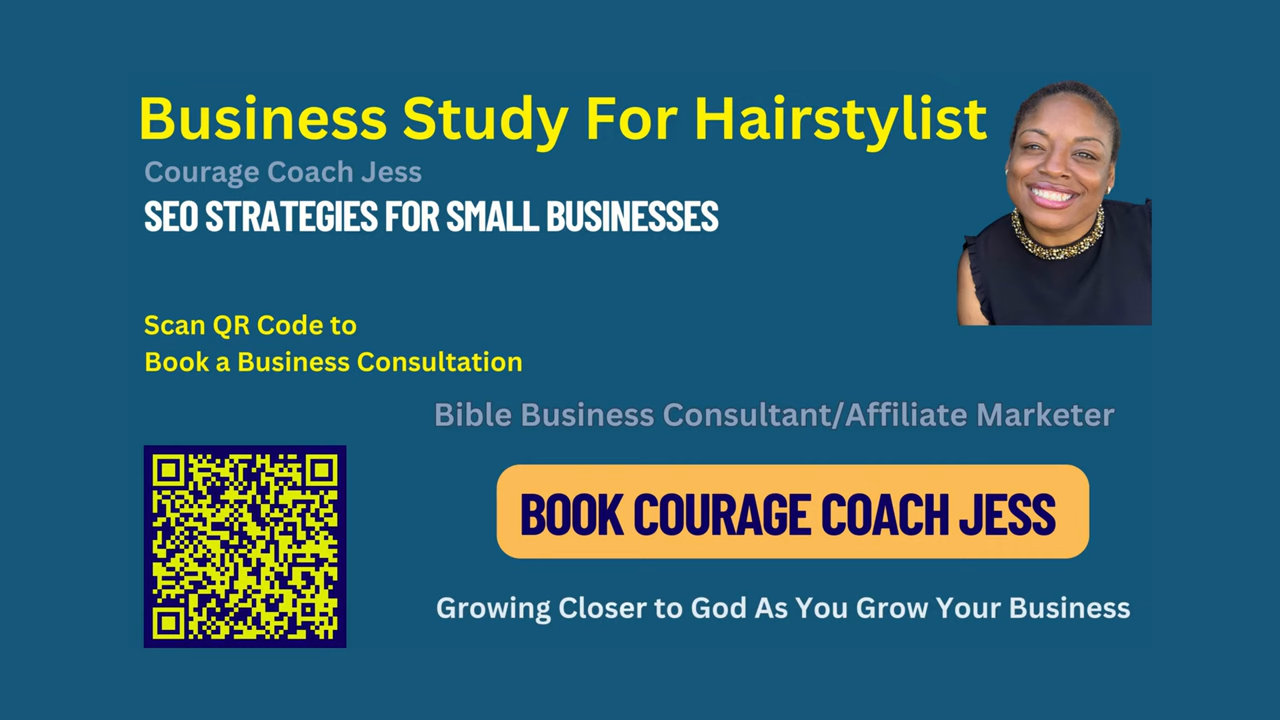 Business Study For Hairstylist
Courage Coach Jess
SEO STRATEGIES FOR SMALL BUSINESSES
Scan QR Code to
Book a Business Consultation
Bible Business Consultant/Affiliate Marketer
BOOK COURAGE COACH JESS
Growing Closer to God As You Grow Your Business